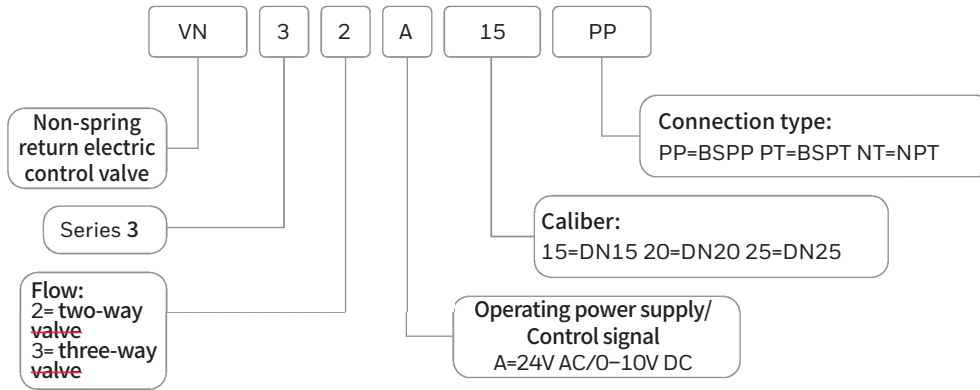 VN 3 2 A 15 PP
Non-spring
return electric
control valve
Connection type:
PP=BSPP PT=BSPT NT=NPT
Series 3
Caliber:
15=DN15 20=DN20 25=DN25
Flow:
2= two-way
valve
3= three-way
valve
Operating power supply/
Control signal
A=24V AC/0–10V DC